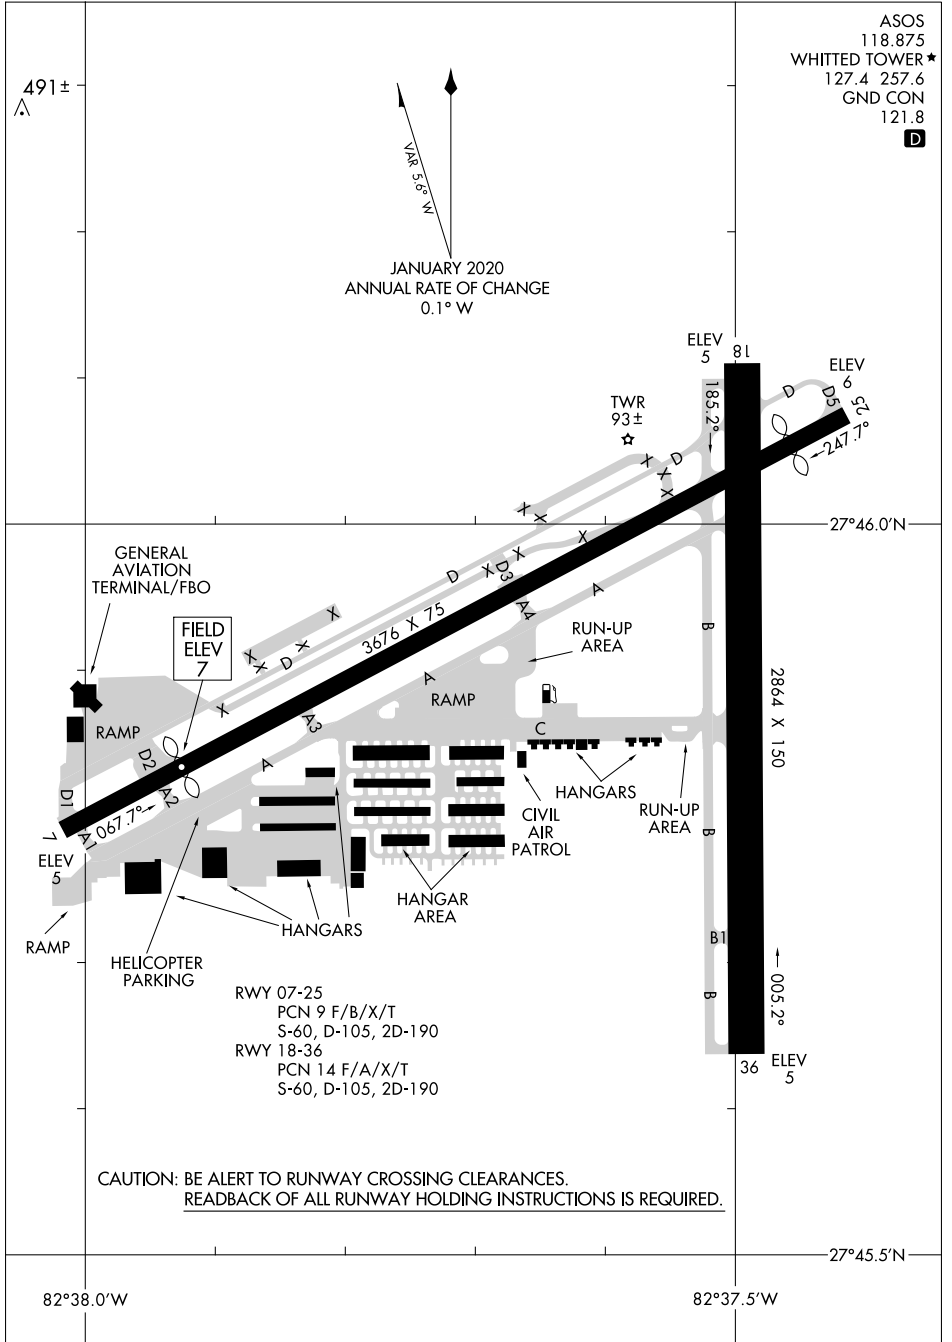 ASOS
118.875
WHITTED TOWER★
127.4 257.6
GND CON
121.8
D
491±
VAR 5.6° W
JANUARY 2020
ANNUAL RATE OF CHANGE
0.1° W
ELEV
5
18
ELEV
6
25
D
D5
185.2°
247.7°
TWR
93±
X
D
X
X
X
X
27°46.0'N
X
X
X
D3
D
A
A4
GENERAL
AVIATION
TERMINAL/FBO
FIELD
ELEV
7
X
X
X
X
D
3676 X 75
B
RUN-UP
AREA
A
RAMP
2864 X 150
X
A3
RAMP
C
D2
A
A2
D1
067.7°
7
A1
ELEV
5
HANGARS
RUN-UP
AREA
CIVIL
AIR
PATROL
B
RAMP
HELICOPTER
PARKING
HANGARS
HANGAR
AREA
B1
B
005.2°
RWY 07-25
PCN 9 F/B/X/T
S-60, D-105, 2D-190
RWY 18-36
PCN 14 F/A/X/T
S-60, D-105, 2D-190
36
ELEV
5
CAUTION: BE ALERT TO RUNWAY CROSSING CLEARANCES.
READBACK OF ALL RUNWAY HOLDING INSTRUCTIONS IS REQUIRED.
27°45.5'N
82°38.0'W
82°37.5'W